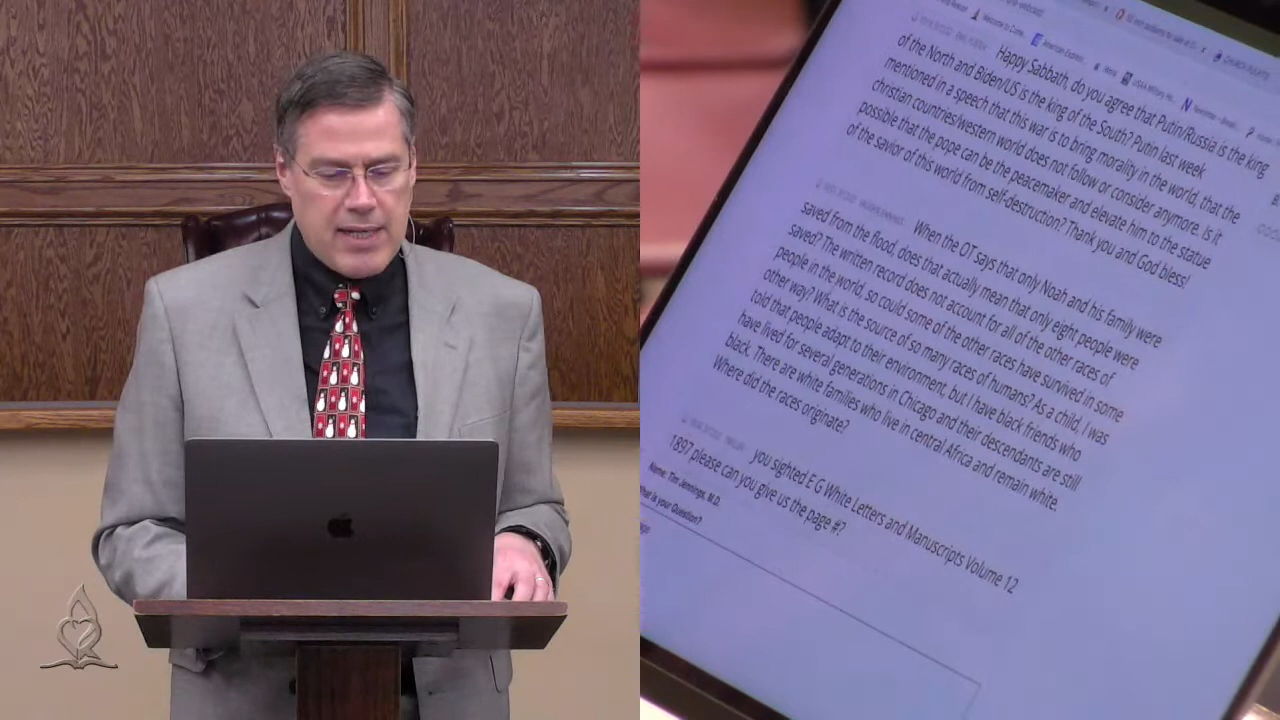 Welcome to Come
American Express
Home
USAA Military Ho
Happy Sabbath, do you agree that Putin/Russia is the king
of the North and Biden/US is the king of the South? Putin last week
mentioned in a speech that this war is to bring morality in the world, that the
christian countries/western world does not follow or consider anymore. Is it
possible that the pope can be the peacemaker and elevate him to the statue
of the savior of this world from self-destruction? Thank you and God bless!
When the OT says that only Noah and his family were
saved from the flood, does that actually mean that only eight people were
saved? The written record does not account for all of the other races of
people in the world, so could some of the other races have survived in some
other way? What is the source of so many races of humans? As a child, I was
told that people adapt to their environment, but I have black friends who
have lived for several generations in Chicago and their descendants are still
black. There are white families who live in central Africa and remain white.
Where did the races originate?
you sighted E G White Letters and Manuscripts Volume 12
1897 please can you give us the page #?
Name: Tim Jennings, M.D.
hat is your Question?